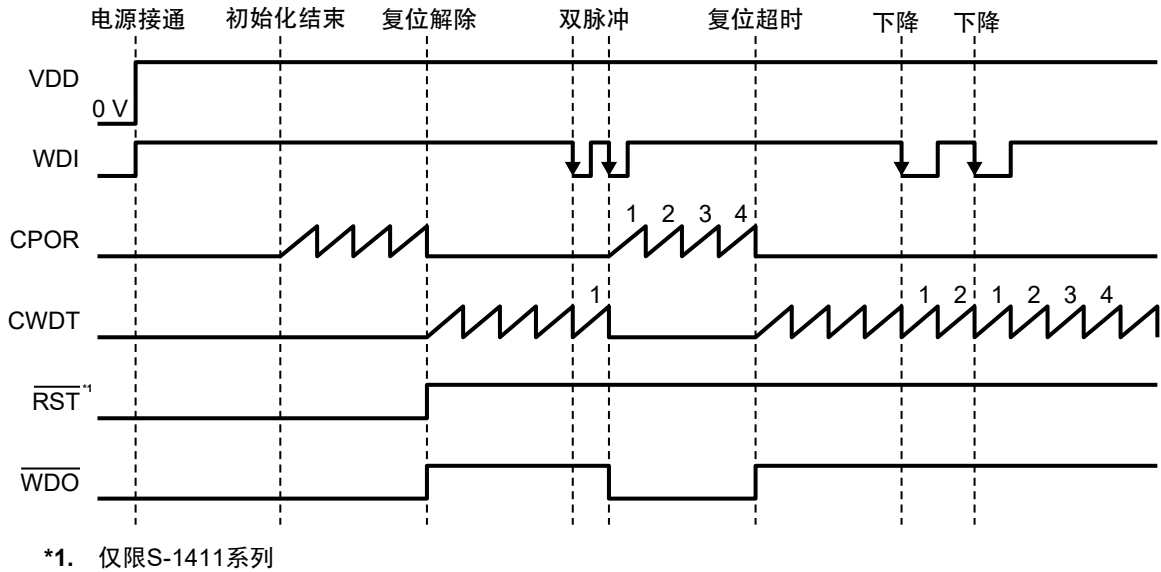 电源接通 初始化结束 复位解除 双脉冲 复位超时 下降 下降
VDD
0 V
WDI
1 2 3 4
CPOR
1 1 2 1 2 3 4
CWDT
RST*1
WDO
*1. 仅限S-1411系列